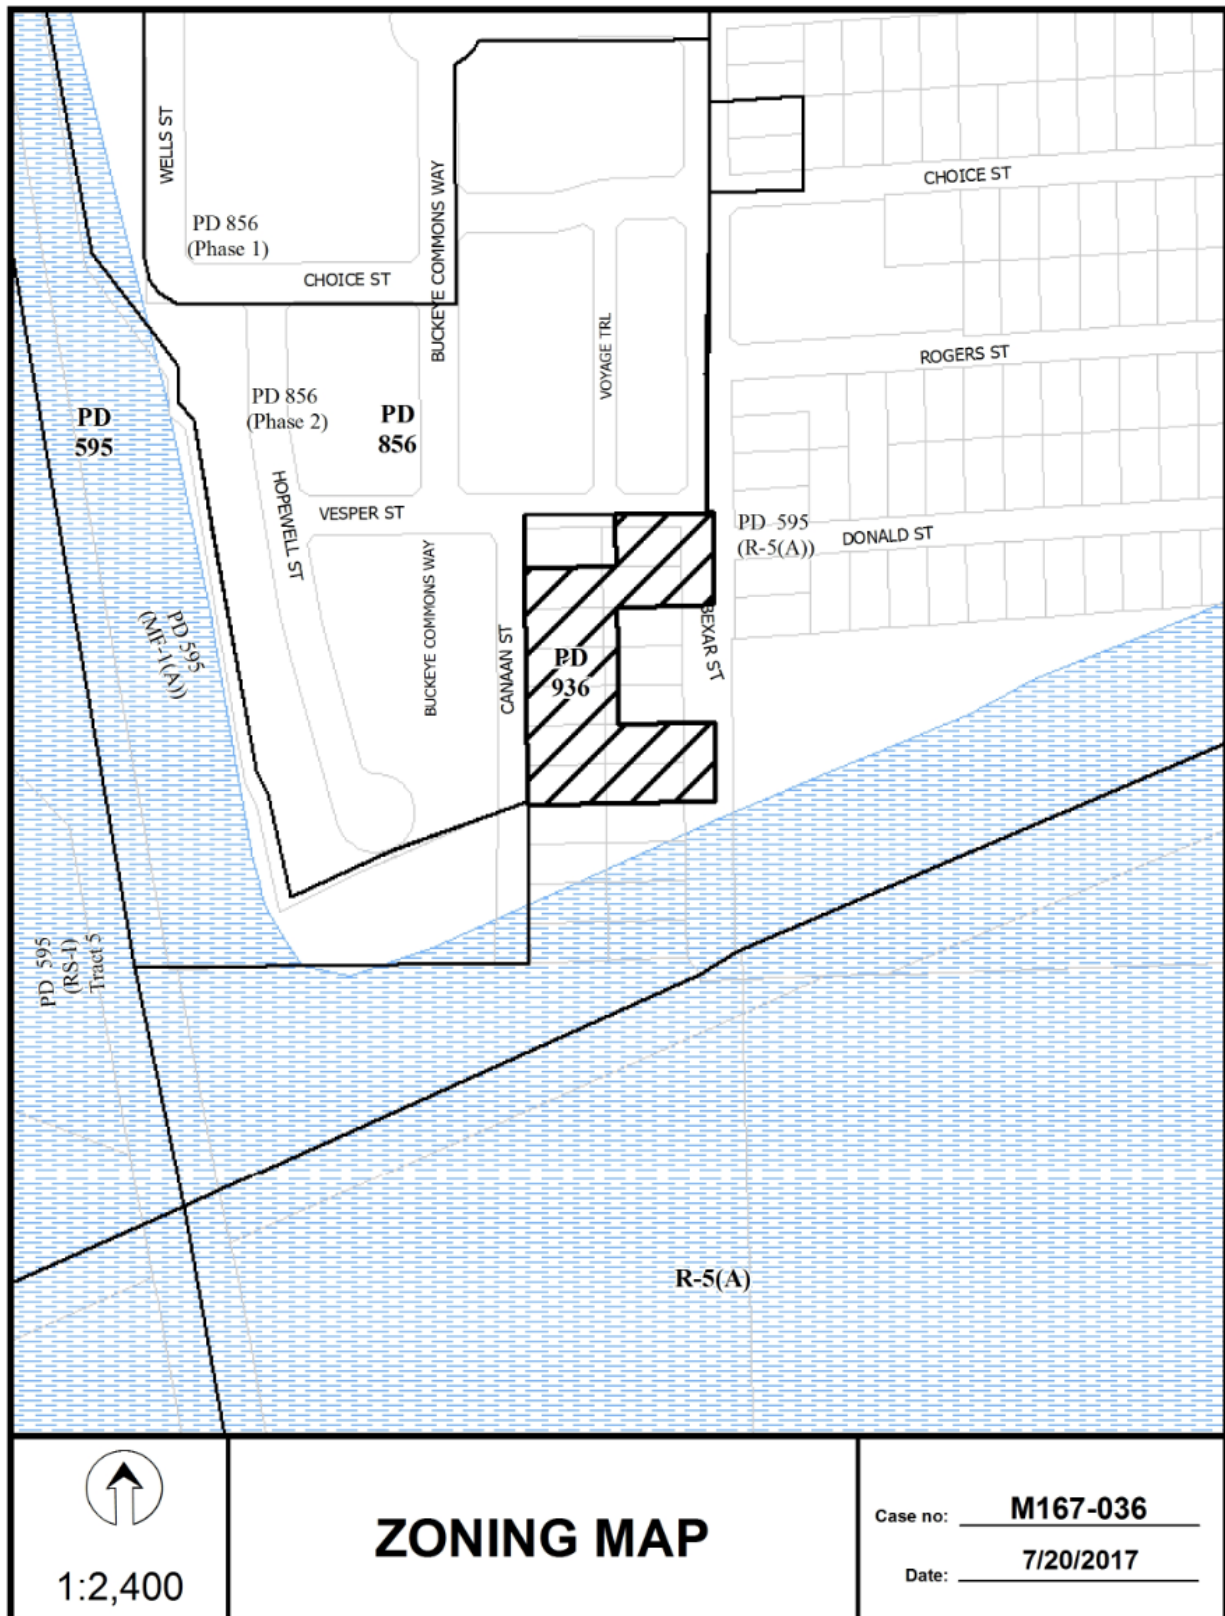 WELLS ST
BUCKEYE COMMONS WAY
CHOICE ST
PD 856
(Phase 1)
CHOICE ST
VOYAGE TRL
ROGERS ST
PD
595
PD 856
(Phase 2)
PD
856
HOPEWELL ST
VESPER ST
PD 595
(R-5(A))
DONALD ST
BUCKEYE COMMONS WAY
CANAAN ST
PD 595
(MF-1(A))
PD
936
BEXAR ST
PD 595
(RS-I)
Tract 5
R-5(A)
1:2,400
ZONING MAP
Case no: M167-036
Date: 7/20/2017